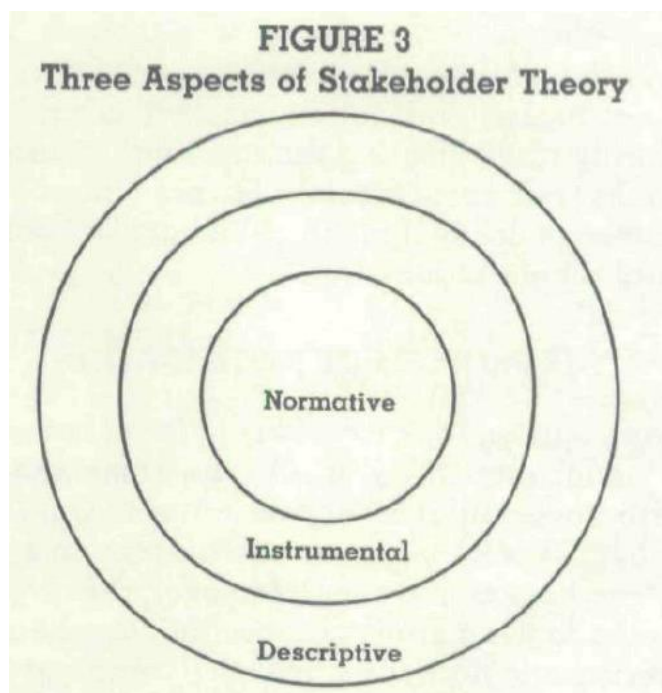 FIGURE 3
Three Aspects of Stakeholder Theory
Normative
Instrumental
Descriptive